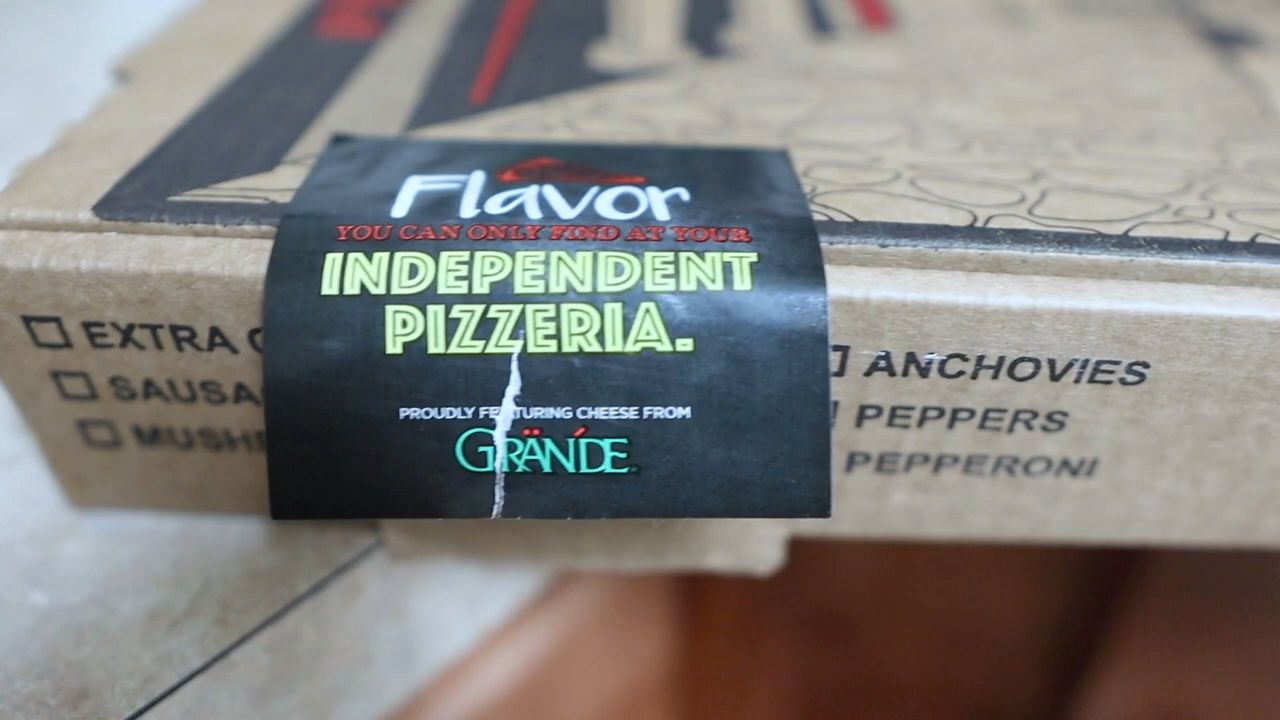 Flavor
YOU CAN ONLY FIND AT YOUR
INDEPENDENT
PIZZERIA.
PROUDLY FEATURING CHEESE FROM
GRÄNDE
EXTRA
SAUSA
MUSH
ANCHOVIES
PEPPERS
PEPPERONI